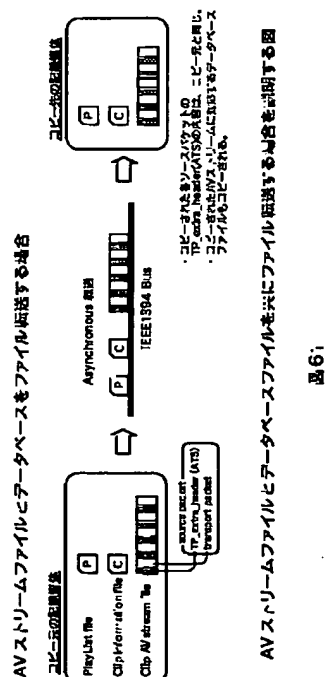 AVストリームファイルとデータベースをファイル転送する場合
コピー元の記録媒体
PlayList file
P
Clip Information file
C
Clip AV stream file
source packet
TP_extra_header (ATS)
transport packet
Asynchronous 転送
P
C
IEEE1394 Bus
コピー先の記録媒体
P
C
・コピーされた各ソースパケットの
TP_extra_header(ATS)の内容は、コピー元と同じ。
・コピーされたAVストリームに対応するデータベース
ファイルもコピーされる。
AVストリームファイルとデータベースファイルを共にファイル転送する場合を説明する図